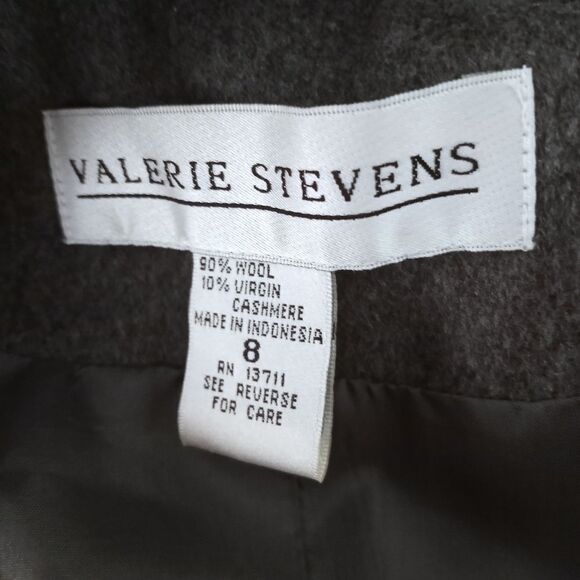 VALERIE STEVENS
90% WOOL
10% VIRGIN
CASHMERE
MADE IN INDONESIA
8
RN 13711
SEE REVERSE
FOR CARE